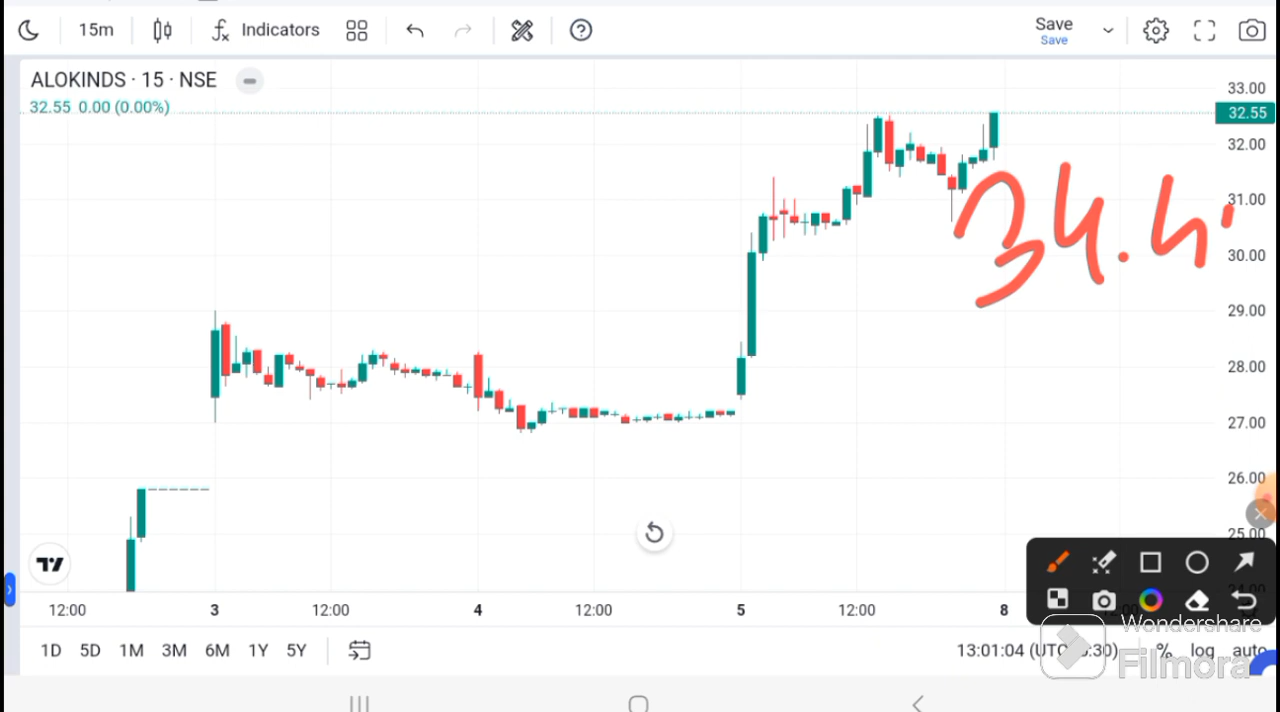 15m Indicators Save
Save
ALOKINDS · 15 · NSE
32.55 0.00 (0.00%)
33.00
32.55
32.00
31.00
30.00
29.00
28.00
27.00
26.00
25.00
34.4
12:00 3 12:00 4 12:00 5 12:00 8
1D 5D 1M 3M 6M 1Y 5Y 13:01:04 % log auto
Wondershare
Filmora